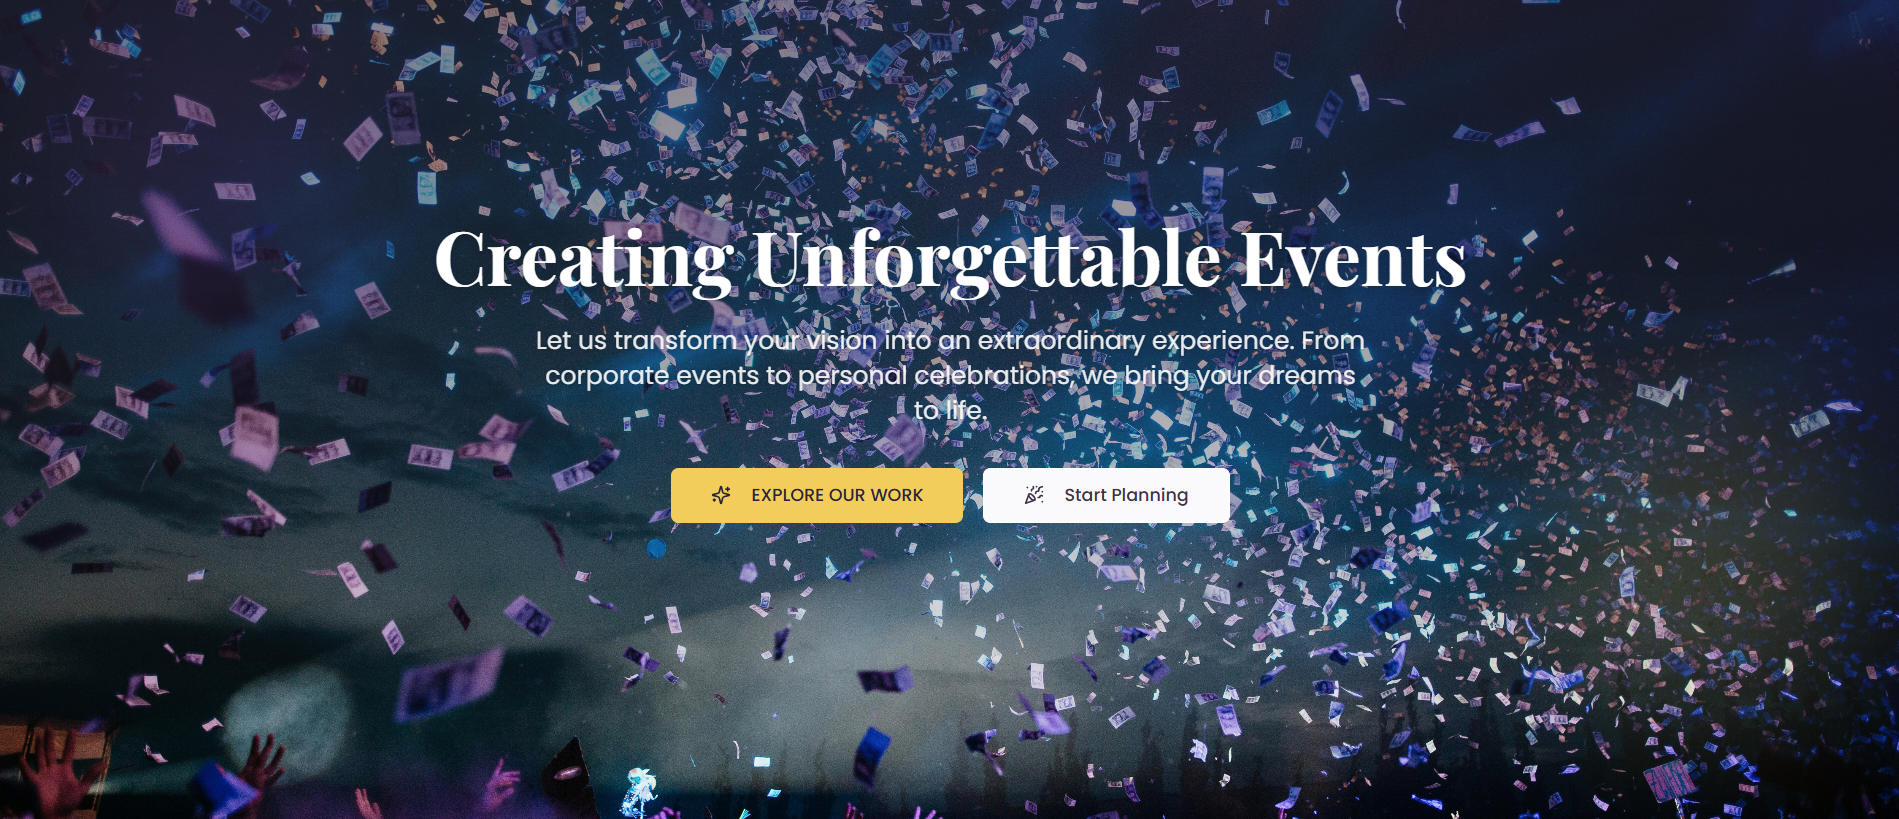 Creating Unforgettable Events
Let us transform your vision into an extraordinary experience. From
corporate events to personal celebrations, we bring your dreams
to life.
EXPLORE OUR WORK
Start Planning